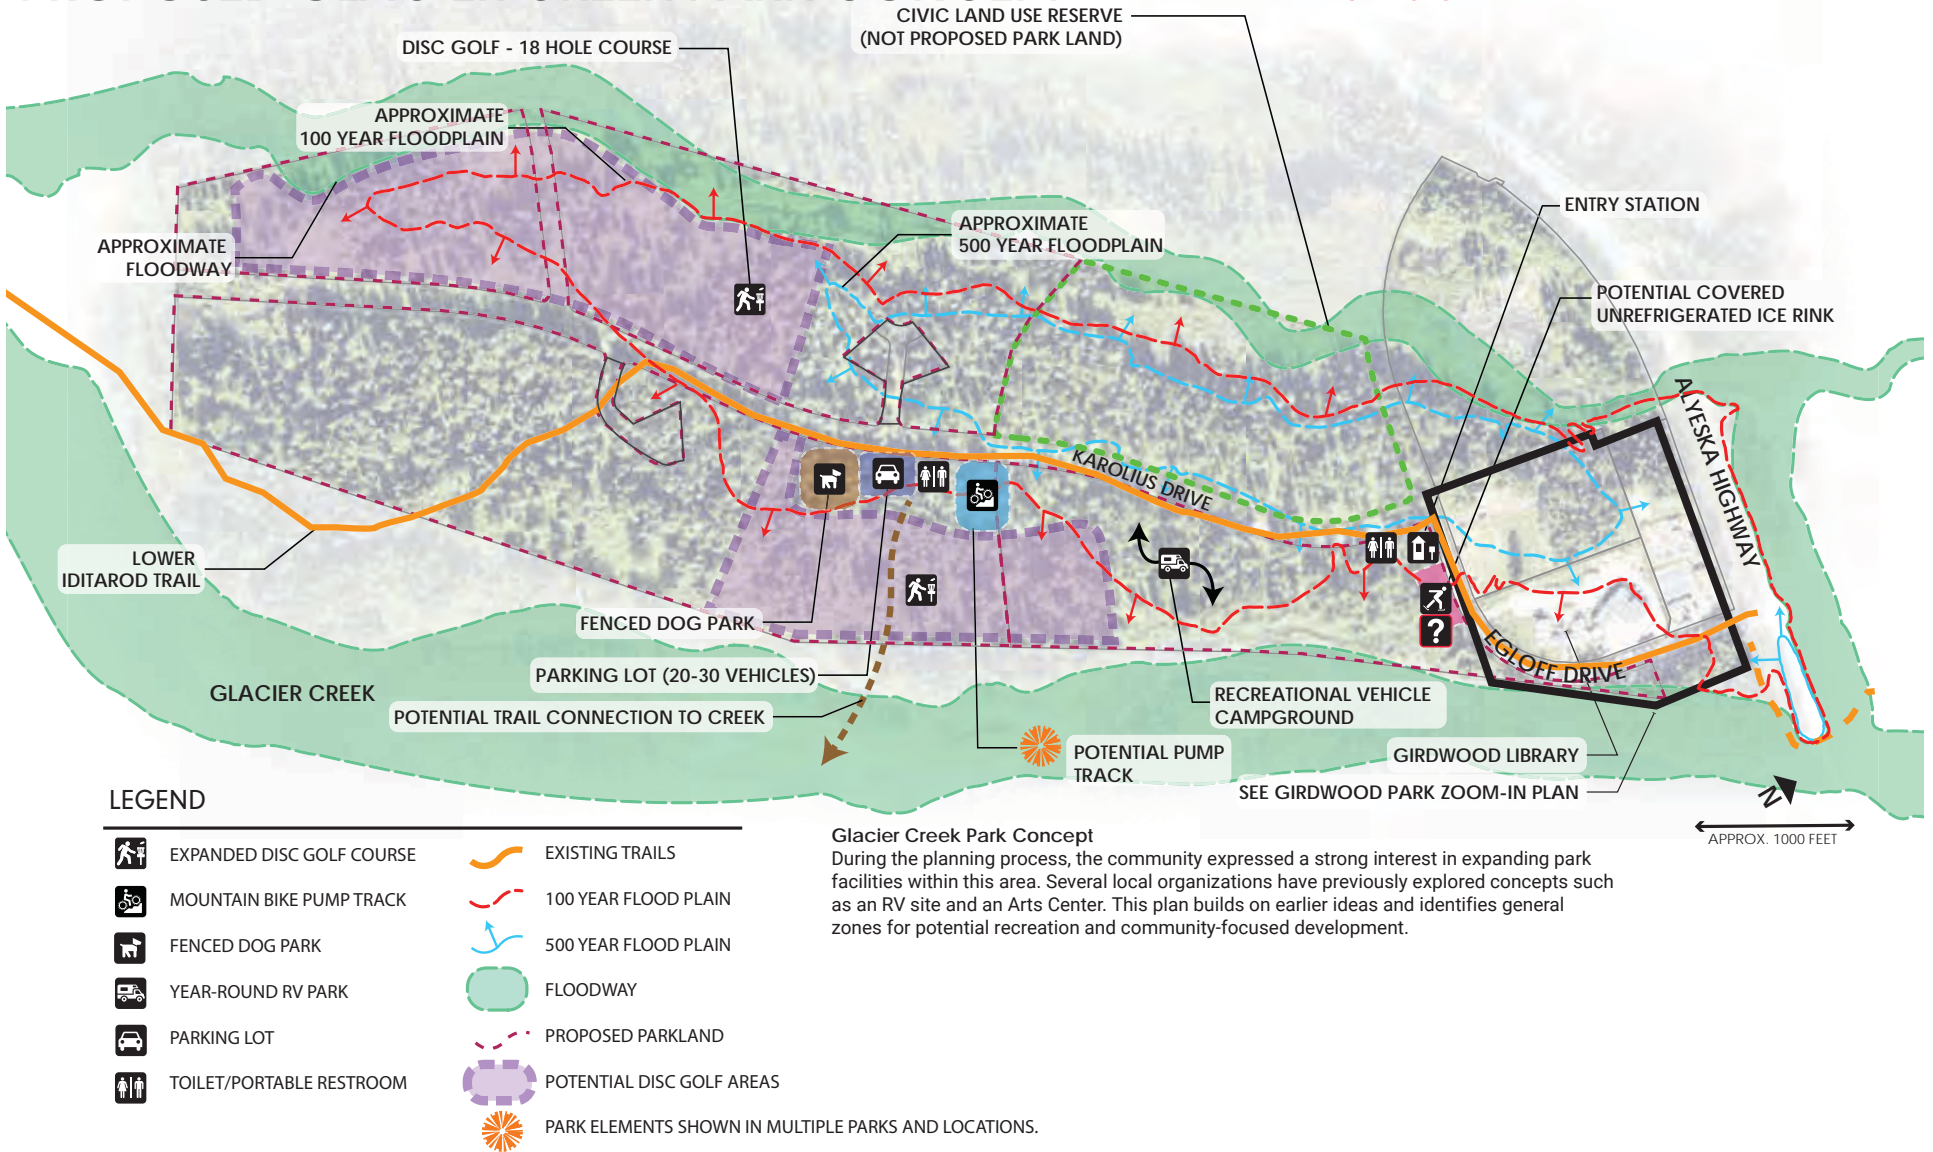 CIVIC LAND USE RESERVE
(NOT PROPOSED PARK LAND)
DISC GOLF - 18 HOLE COURSE
APPROXIMATE
100 YEAR FLOODPLAIN
ENTRY STATION
APPROXIMATE
500 YEAR FLOODPLAIN
APPROXIMATE
FLOODWAY
POTENTIAL COVERED
UNREFRIGERATED ICE RINK
ALYESKA HIGHWAY
KAROLIUS DRIVE
LOWER
IDITAROD TRAIL
FENCED DOG PARK
?
EGLOFF DRIVE
PARKING LOT (20-30 VEHICLES)
GLACIER CREEK
POTENTIAL TRAIL CONNECTION TO CREEK
RECREATIONAL VEHICLE
CAMPGROUND
POTENTIAL PUMP
TRACK
GIRDWOOD LIBRARY
SEE GIRDWOOD PARK ZOOM-IN PLAN
N
APPROX. 1000 FEET
LEGEND
EXPANDED DISC GOLF COURSE
MOUNTAIN BIKE PUMP TRACK
FENCED DOG PARK
YEAR-ROUND RV PARK
PARKING LOT
TOILET/PORTABLE RESTROOM
EXISTING TRAILS
100 YEAR FLOOD PLAIN
500 YEAR FLOOD PLAIN
FLOODWAY
PROPOSED PARKLAND
POTENTIAL DISC GOLF AREAS
PARK ELEMENTS SHOWN IN MULTIPLE PARKS AND LOCATIONS.
Glacier Creek Park Concept
During the planning process, the community expressed a strong interest in expanding park
facilities within this area. Several local organizations have previously explored concepts such
as an RV site and an Arts Center. This plan builds on earlier ideas and identifies general
zones for potential recreation and community-focused development.